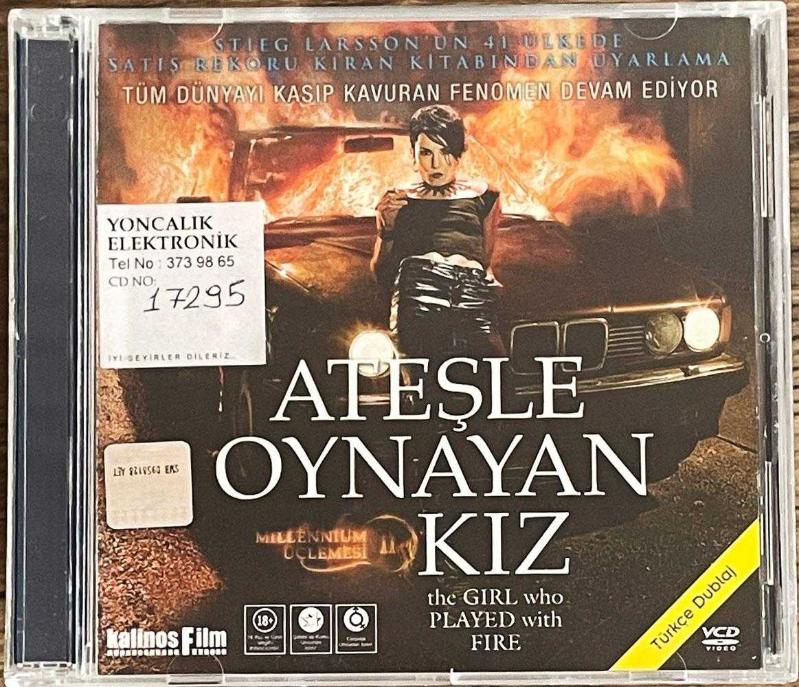 STIEG LARSSON'UN 41 ÜLKEDE
SATIŞ REKORU KIRAN KİTABINDAN UYARLAMA
TÜM DÜNYAYI KASIP KAVURAN FENOMEN DEVAM EDİYOR
YONCALIK
ELEKTRONİK
Tel No : 373 98 65
CD NO:
17295
İYİ SEYİRLER DİLERİZ...
ATEŞLE
OYNAYAN
KIZ
MILLENNIUM
ÜÇLEMESİ II
the GIRL who
PLAYED with
FIRE
kalinos Film
18+
Türkçe Dublaj
VCD
VIDEO